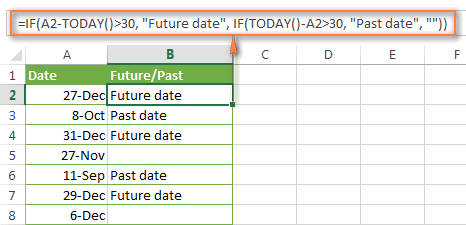 =IF(A2-TODAY()>30, "Future date", IF(TODAY()-A2>30, "Past date", ""))
A B C D E F
1 Date Future/Past
2 27-Dec Future date
3 8-Oct Past date
4 31-Dec Future date
5 27-Nov
6 11-Sep Past date
7 29-Dec Future date
8 6-Dec